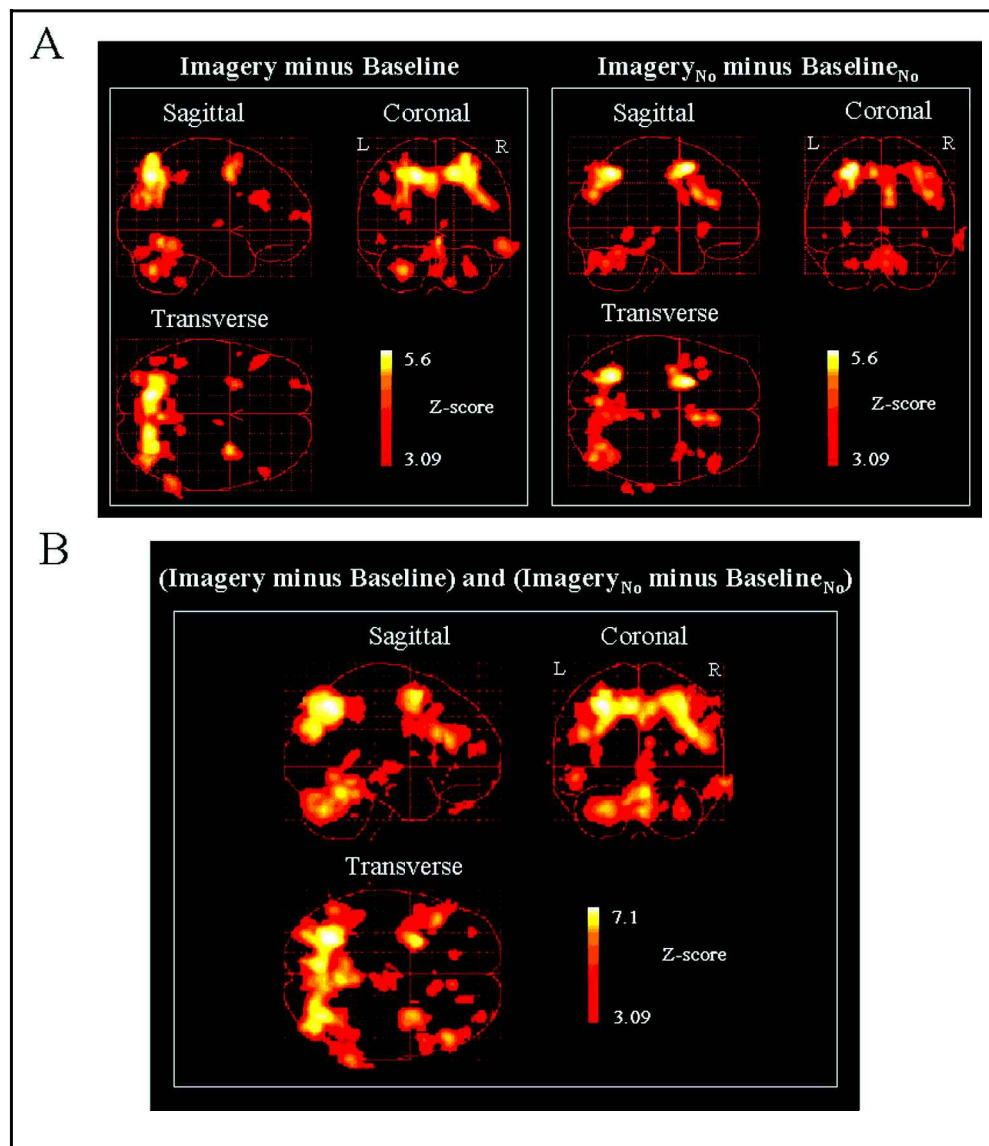 A
Imagery minus Baseline
Sagittal
Coronal
L
R
Transverse
5.6
Z-score
3.09
ImageryNo minus BaselineNo
Sagittal
Coronal
L
R
Transverse
5.6
Z-score
3.09
B
(Imagery minus Baseline) and (ImageryNo minus BaselineNo)
Sagittal
Coronal
L
R
Transverse
7.1
Z-score
3.09